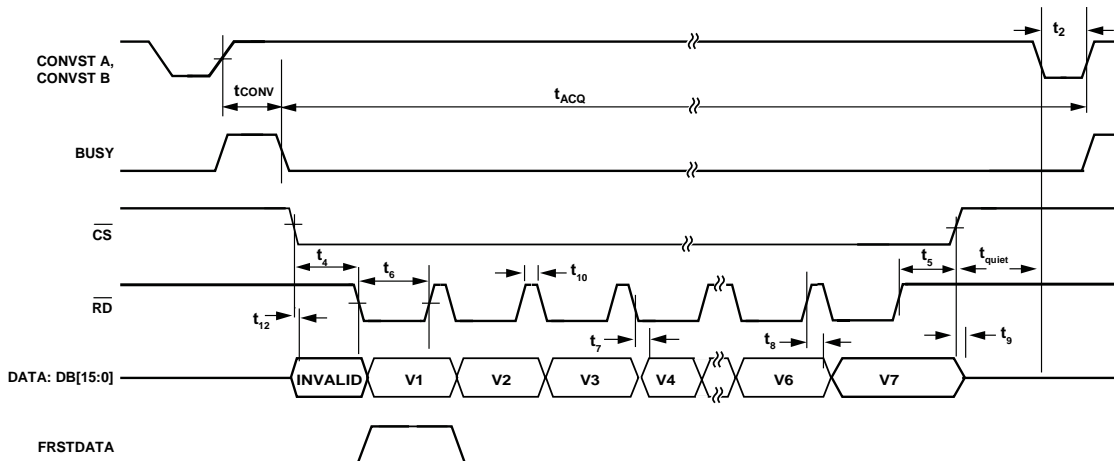 t2
CONVST A,
CONVST B
tCONV
tACQ
BUSY
CS
t4
t6
t10
t5
tquiet
RD
t12
t7
t8
t9
DATA: DB[15:0]
INVALID
V1
V2
V3
V4
V6
V7
FRSTDATA